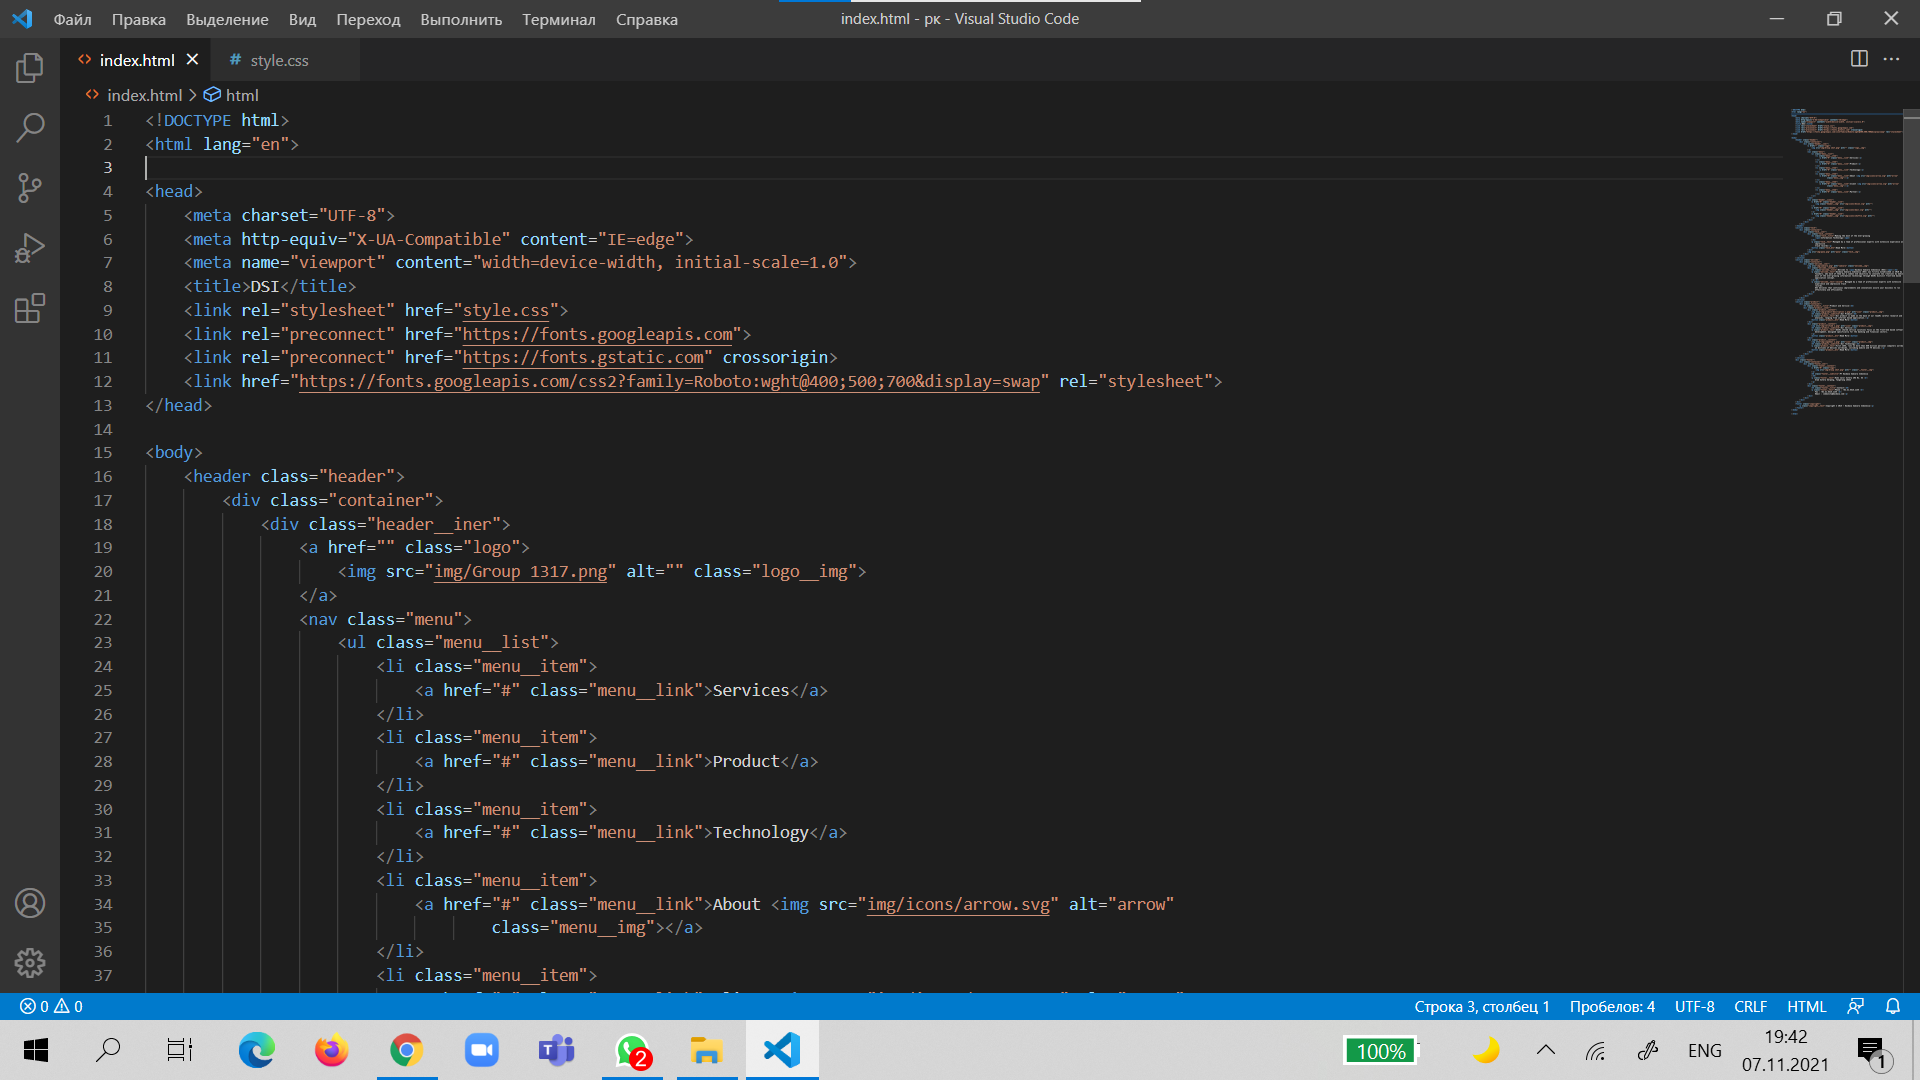 Файл Правка Выделение Вид Переход Выполнить Терминал Справка
index.html - рк - Visual Studio Code
index.html
# style.css
index.html > html
1 <!DOCTYPE html>
2 <html lang="en">
3
4 <head>
5 <meta charset="UTF-8">
6 <meta http-equiv="X-UA-Compatible" content="IE=edge">
7 <meta name="viewport" content="width=device-width, initial-scale=1.0">
8 <title>DSI</title>
9 <link rel="stylesheet" href="style.css">
10 <link rel="preconnect" href="https://fonts.googleapis.com">
11 <link rel="preconnect" href="https://fonts.gstatic.com" crossorigin>
12 <link href="https://fonts.googleapis.com/css2?family=Roboto:wght@400;500;700&display=swap" rel="stylesheet">
13 </head>
14
15 <body>
16 <header class="header">
17 <div class="container">
18 <div class="header__iner">
19 <a href="" class="logo">
20 <img src="img/Group 1317.png" alt="" class="logo__img">
21 </a>
22 <nav class="menu">
23 <ul class="menu__list">
24 <li class="menu__item">
25 <a href="#" class="menu__link">Services</a>
26 </li>
27 <li class="menu__item">
28 <a href="#" class="menu__link">Product</a>
29 </li>
30 <li class="menu__item">
31 <a href="#" class="menu__link">Technology</a>
32 </li>
33 <li class="menu__item">
34 <a href="#" class="menu__link">About <img src="img/icons/arrow.svg" alt="arrow"
35 class="menu__img"></a>
36 </li>
37 <li class="menu__item">
0 0
Строка 3, столбец 1 Пробелов: 4 UTF-8 CRLF HTML
2
100%
ENG
19:42
07.11.2021
1